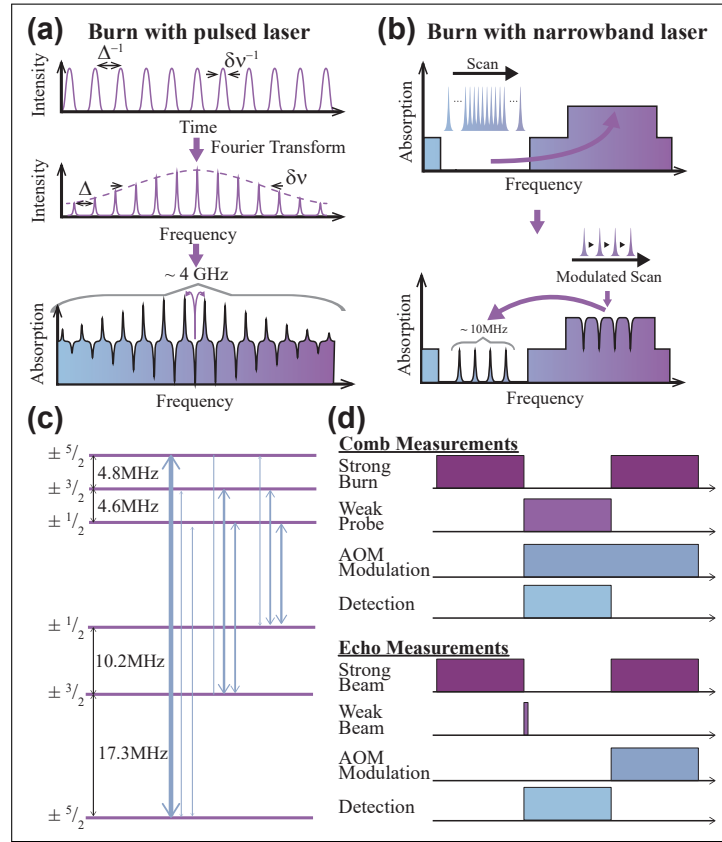 (a) Burn with pulsed laser
Δ⁻¹
δν⁻¹
Intensity
Time
Fourier Transform
Intensity
Δ
δν
Frequency
~ 4 GHz
Absorption
Frequency
(b) Burn with narrowband laser
Scan
... ...
Absorption
Frequency
Modulated Scan
~ 10MHz
Absorption
Frequency
(c)
± 5/2
4.8MHz
± 3/2
4.6MHz
± 1/2
± 1/2
10.2MHz
± 3/2
17.3MHz
± 5/2
(d)
Comb Measurements
Strong
Burn
Weak
Probe
AOM
Modulation
Detection
Echo Measurements
Strong
Beam
Weak
Beam
AOM
Modulation
Detection